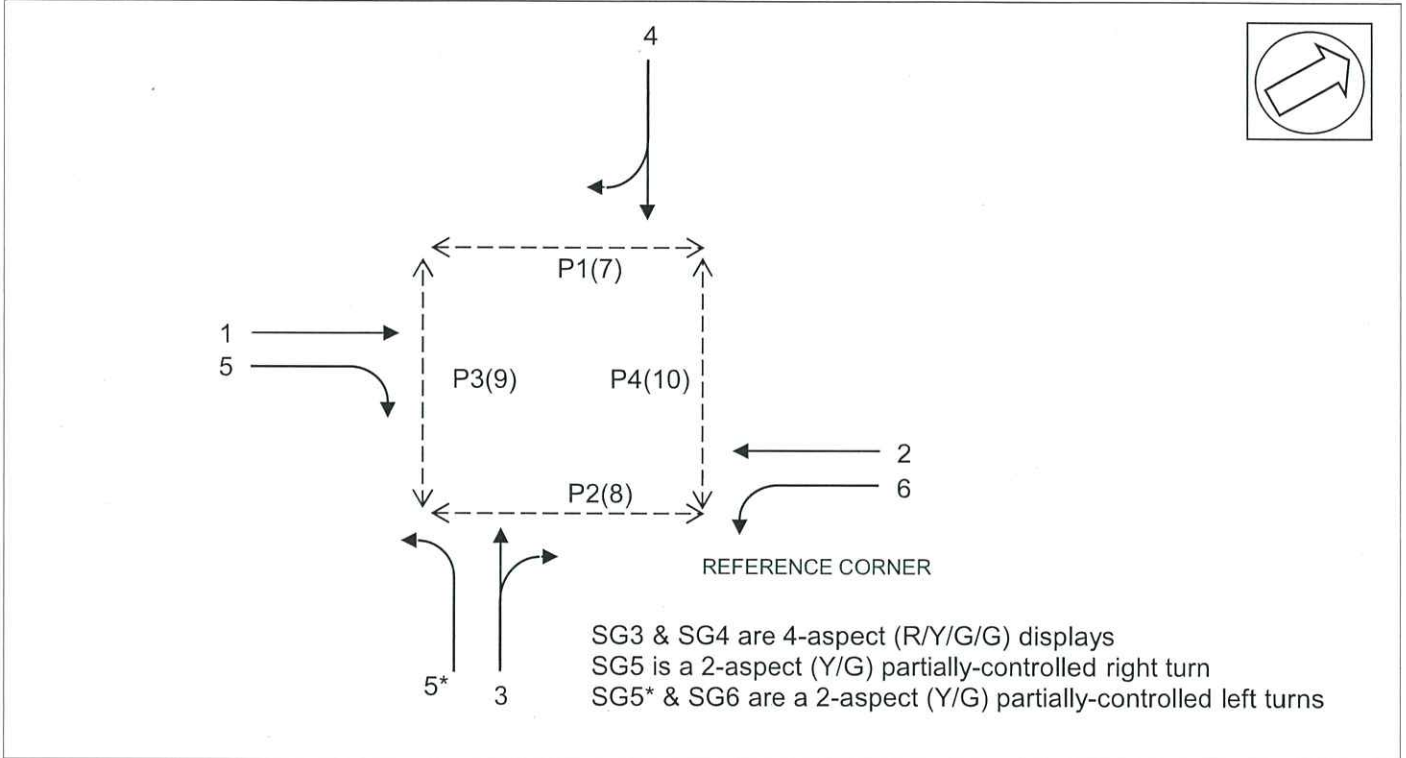 4
P1(7)
1
5
P3(9)
P4(10)
2
6
P2(8)
REFERENCE CORNER
5*
3
SG3 & SG4 are 4-aspect (R/Y/G/G) displays
SG5 is a 2-aspect (Y/G) partially-controlled right turn
SG5* & SG6 are a 2-aspect (Y/G) partially-controlled left turns